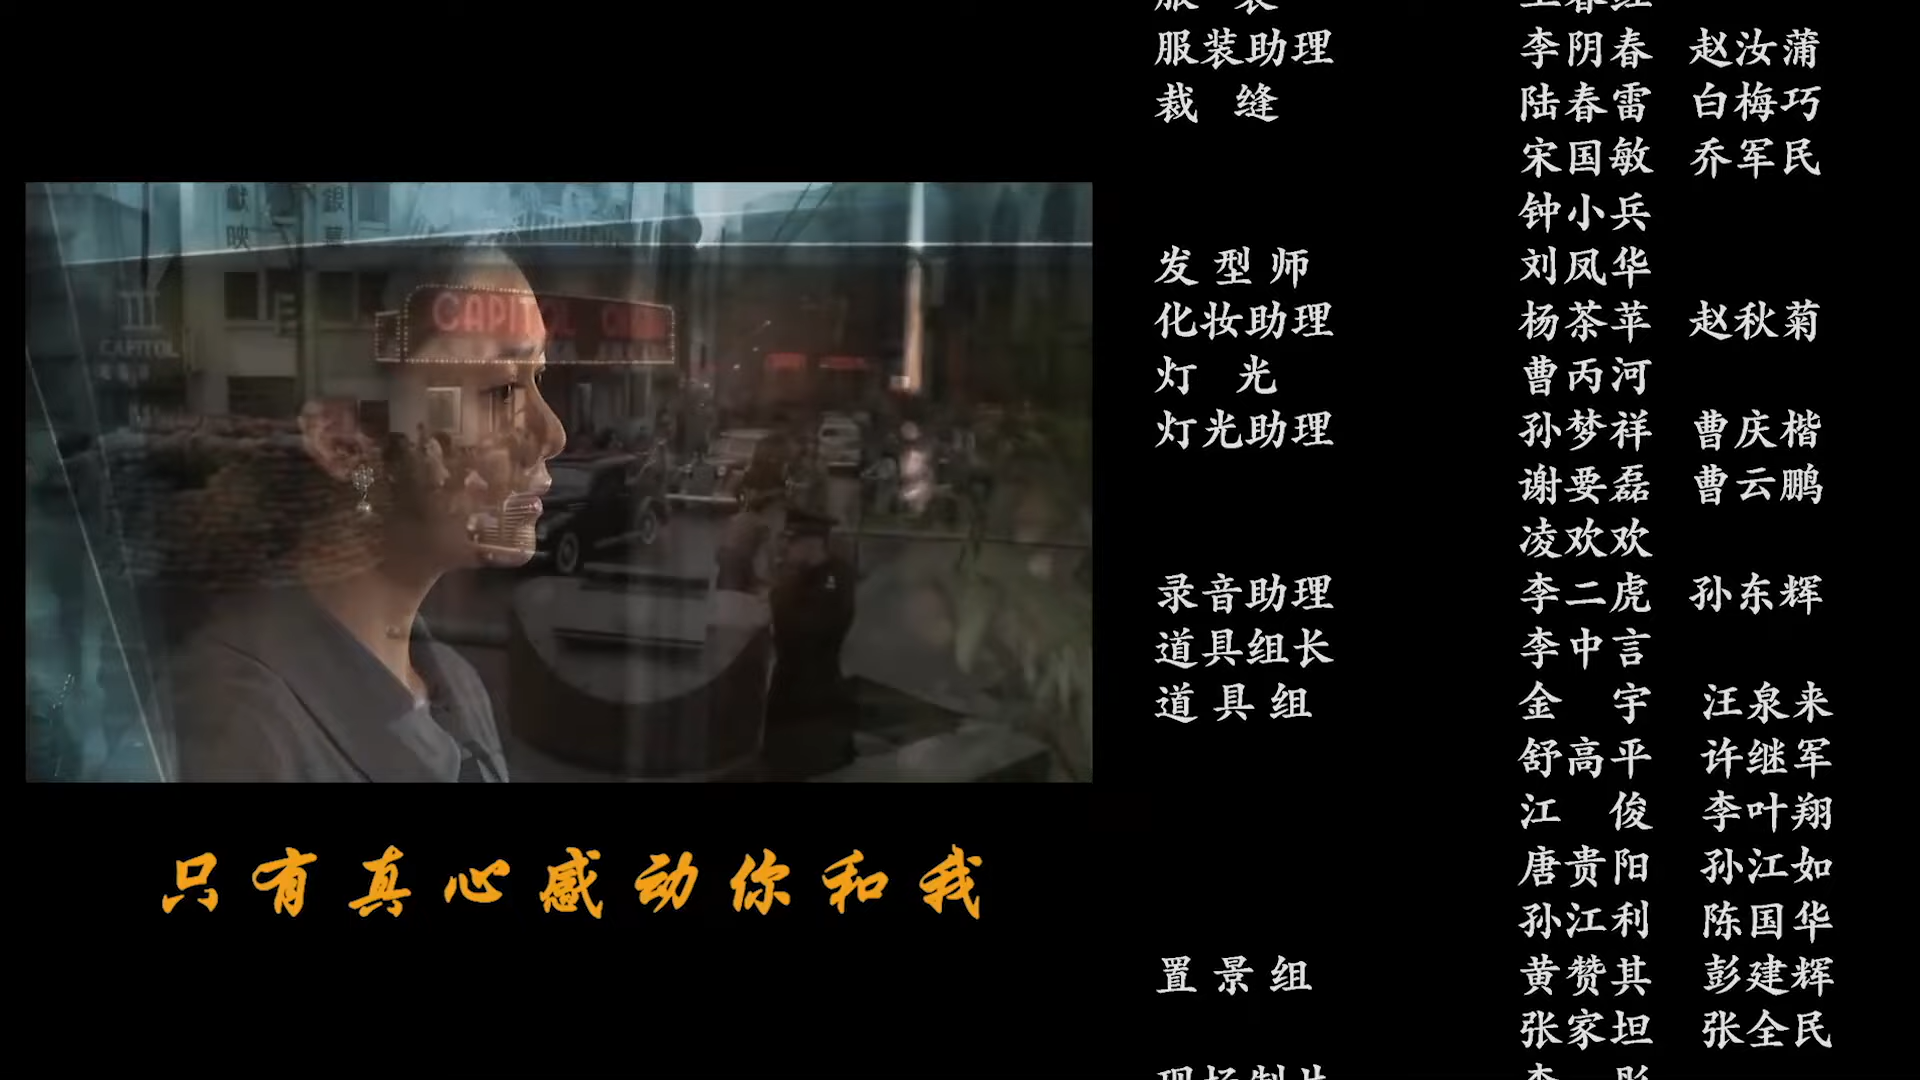 服装助理 李阴春 赵汝蒲
裁 缝 陆春雷 白梅巧
宋国敏 乔军民
钟小兵
发型师 刘凤华
化妆助理 杨茶苹 赵秋菊
灯 光 曹丙河
灯光助理 孙梦祥 曹庆楷
谢要磊 曹云鹏
凌欢欢
录音助理 李二虎 孙东辉
道具组长 李中言
道具组 金 宇 汪泉来
舒高平 许继军
江 俊 李叶翔
唐贵阳 孙江如
孙江利 陈国华
置景组 黄赞其 彭建辉
张家坦 张全民
CAPITOL
CAPITOL
只有真心感动你和我